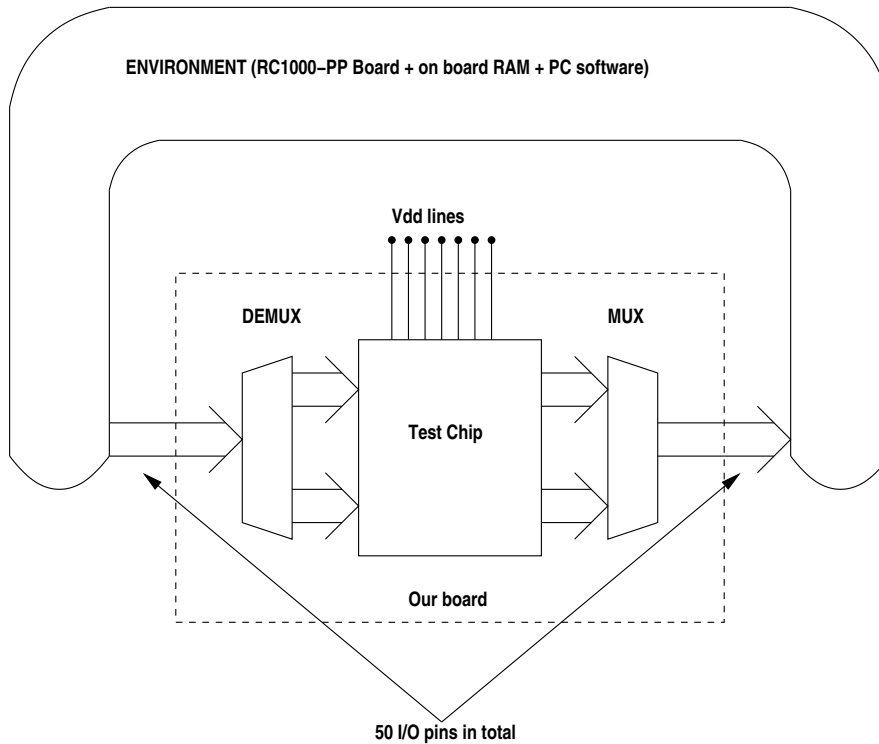 ENVIRONMENT (RC1000−PP Board + on board RAM + PC software)
Vdd lines
DEMUX
MUX
Test Chip
Our board
50 I/O pins in total